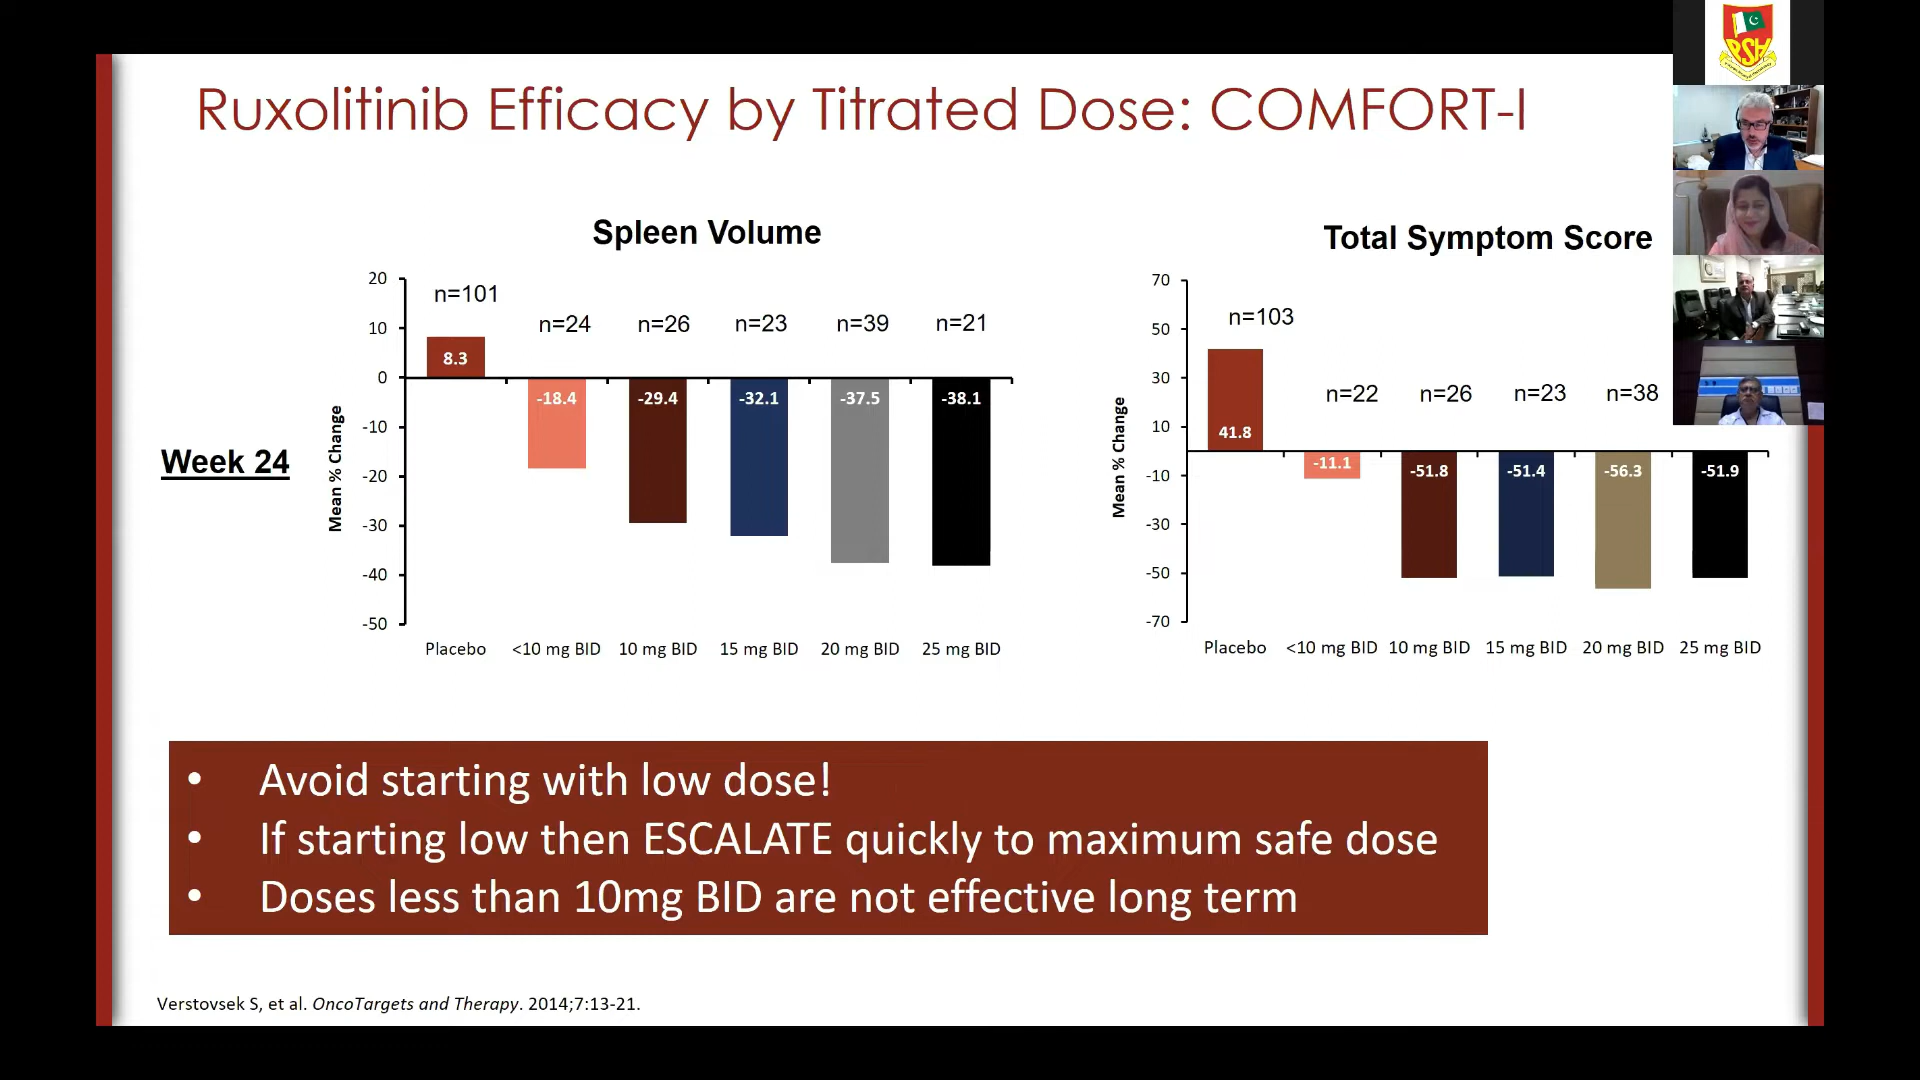 PSH
Ruxolitinib Efficacy by Titrated Dose: COMFORT-I
Week 24
Spleen Volume
Mean % Change
20
10
0
-10
-20
-30
-40
-50
n=101
n=24
n=26
n=23
n=39
n=21
8.3
-18.4
-29.4
-32.1
-37.5
-38.1
Placebo
<10 mg BID
10 mg BID
15 mg BID
20 mg BID
25 mg BID
Total Symptom Score
Mean % Change
70
50
30
10
-10
-30
-50
-70
n=103
n=22
n=26
n=23
n=38
41.8
-11.1
-51.8
-51.4
-56.3
-51.9
Placebo
<10 mg BID
10 mg BID
15 mg BID
20 mg BID
25 mg BID
• Avoid starting with low dose!
• If starting low then ESCALATE quickly to maximum safe dose
• Doses less than 10mg BID are not effective long term
Verstovsek S, et al. OncoTargets and Therapy. 2014;7:13-21.